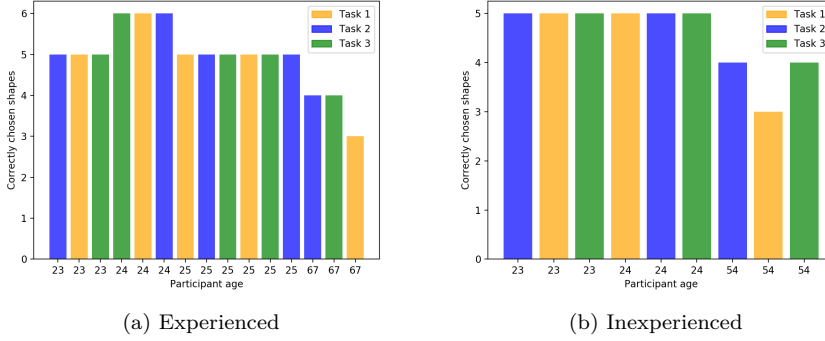 Task 1
Task 2
Task 3
Correctly chosen shapes
6
5
4
3
2
1
0
23 23 23 24 24 24 25 25 25 25 25 25 67 67 67
Participant age
(a) Experienced
Task 1
Task 2
Task 3
Correctly chosen shapes
5
4
3
2
1
0
23 23 23 24 24 24 54 54 54
Participant age
(b) Inexperienced